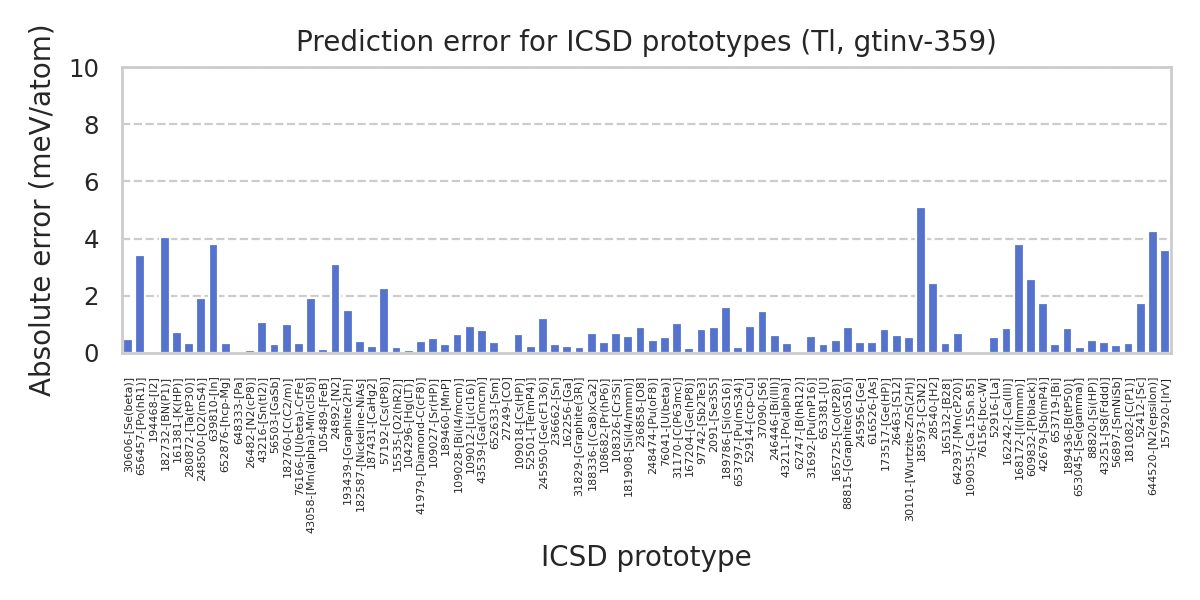 Prediction error for ICSD prototypes (Tl, gtinv-359)
Absolute error (meV/atom)
10
8
6
4
2
0
30606-[Se(beta)]
656457-[Po(hR1)]
194468-[I2]
182732-[BN(P1)]
16381-[K(HP)]
280872-[Ta(tP30)]
248500-[O2(mS4)]
639810-[In]
652876-[hcp-Mg]
64833-[Pa]
26482-[N2(cP8)]
43216-[Sn(tI2)]
56503-[GaSb]
182760-[C(C2/m)]
76166-[U(beta)-CrFe]
43058-[Mn(alpha)-Mn(cI58)]
105489-[FeB]
24892-[N2]
193439-[Graphite(2H)]
182587-[Nickeline-NiAs]
187431-[CaHg2]
57192-[Cs(tP8)]
15535-[O2(hR2)]
104296-[Hg(LT)]
41979-[Diamond-C(cF8)]
109027-[Sr(HP)]
189460-[MnP]
109028-[Bi(I4/mcm)]
109012-[Li(cI16)]
43539-[Ga(Cmcm)]
652633-[Sm]
27249-[CO]
109018-[Cs(HP)]
52501-[Te(mP4)]
245950-[Ge(cF136)]
236662-[Sn]
162256-[Ga]
31829-[Graphite(3R)]
188336-[(Ca8)xCa2]
108682-[Pr(hP6)]
108326-[Cr3Si]
181908-[Si(I4/mmm)]
236858-[O8]
248474-[Pu(oF8)]
76041-[U(beta)]
31170-[C(P63mc)]
167204-[Ge(hP8)]
97742-[Sb2Te3]
2091-[Se3S5]
189786-[Si(oS16)]
653797-[Pu(mS34)]
52914-[ccp-Cu]
37090-[S6]
246446-[Bi(III)]
43211-[Po(alpha)]
62747-[B(hR12)]
31692-[Pu(mP16)]
653381-[U]
165725-[Co(tP28)]
88815-[Graphite(oS16)]
245956-[Ge]
616526-[As]
173517-[Ge(HP)]
26463-[S12]
30101-[Wurtzite-ZnS(2H)]
185973-[C3N2]
28540-[H2]
165132-[B28]
642937-[Mn(cP20)]
109035-[Ca.15Sn.85]
76156-[bcc-W]
52916-[La]
162242-[Ca(III)]
168172-[I(Immm)]
609832-[P(black)]
42679-[Sb(mP4)]
189436-[B(tP50)]
653719-[Bi]
653045-[Se(gamma)]
88820-[Si(HP)]
43251-[S8(Fddd)]
56897-[SmNiSb]
181082-[C(P1)]
52412-[Sc]
644520-[N2(epsilon)]
157920-[IrV]
ICSD prototype